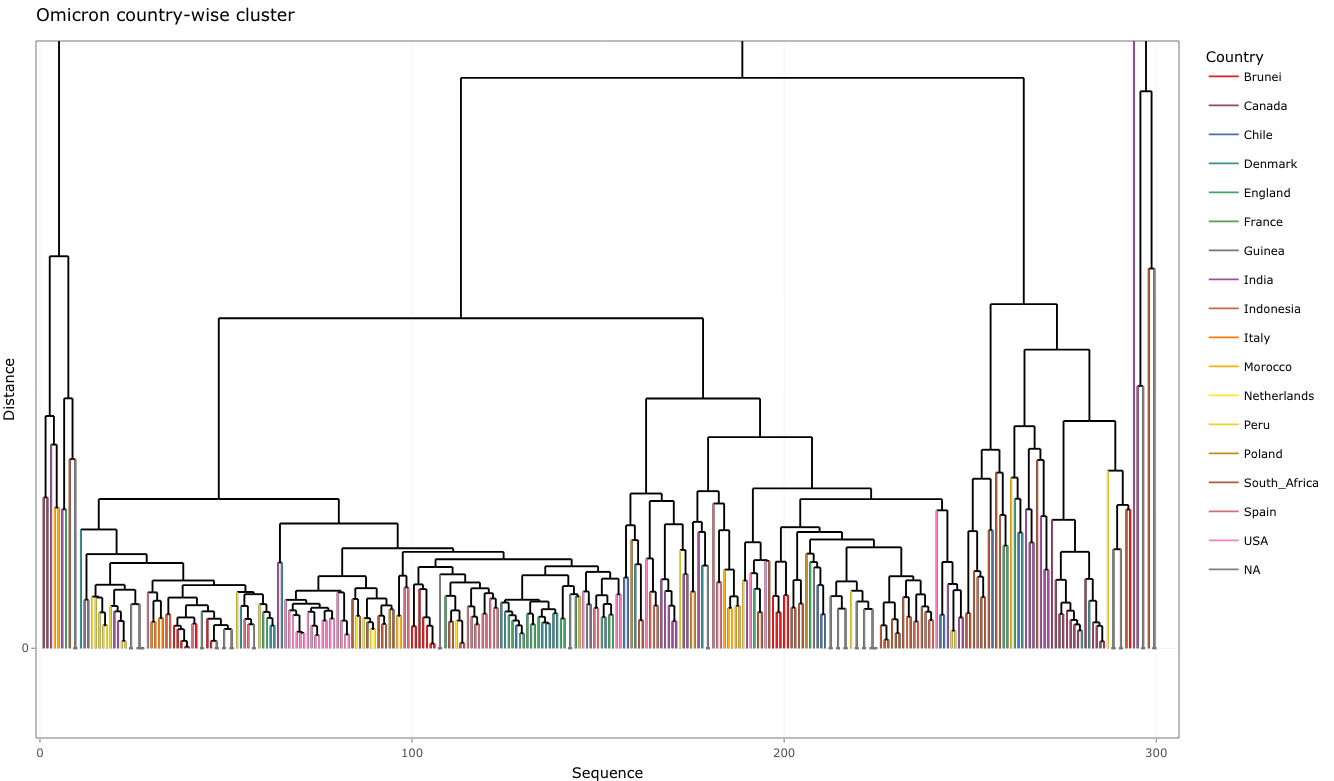 Omicron country-wise cluster
Distance
0
0
100
200
300
Sequence
Country
Brunei
Canada
Chile
Denmark
England
France
Guinea
India
Indonesia
Italy
Morocco
Netherlands
Peru
Poland
South_Africa
Spain
USA
NA